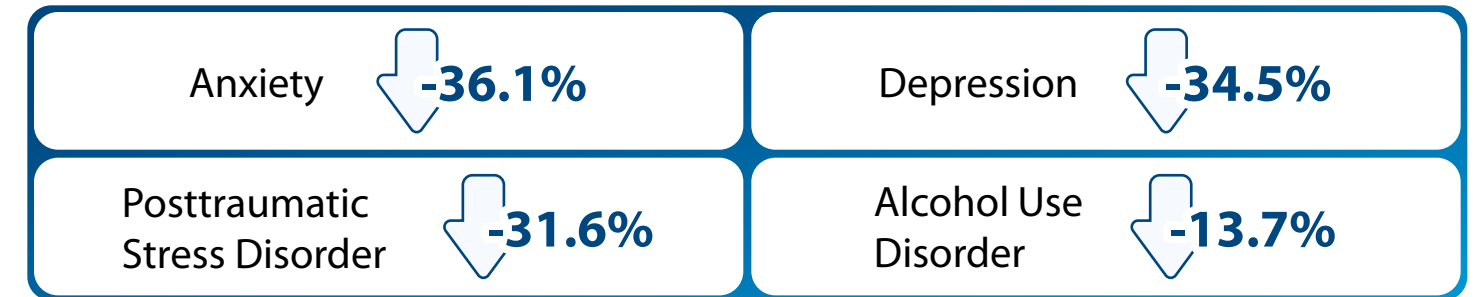 Anxiety -36.1%
Depression -34.5%
Posttraumatic
Stress Disorder
-31.6%
Alcohol Use
Disorder
-13.7%